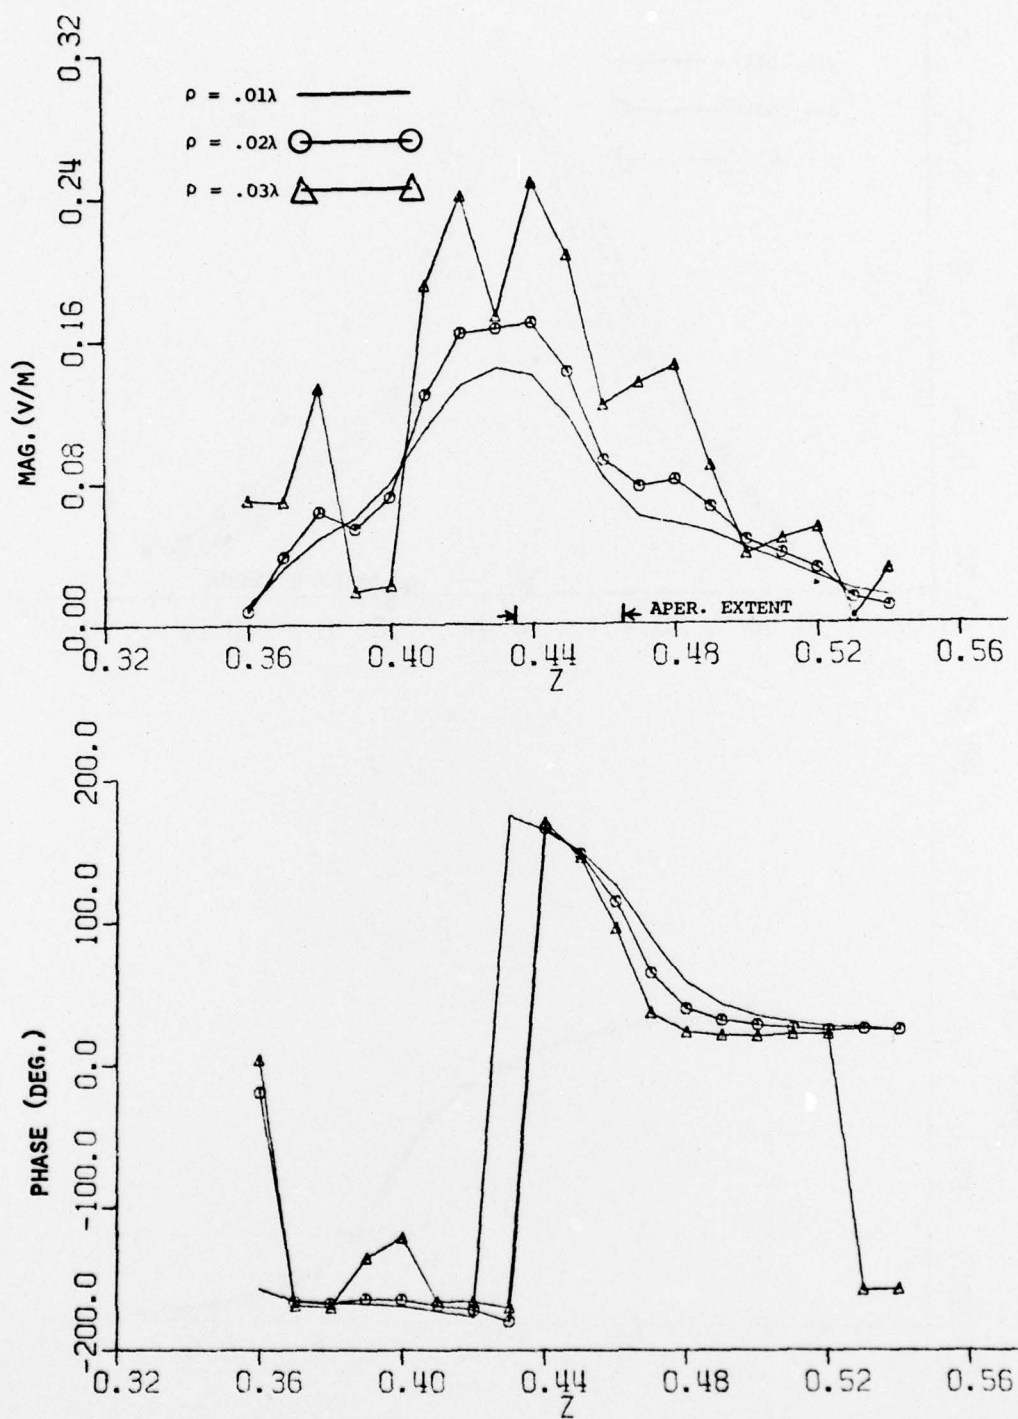 0.32
0.24
0.16
0.08
0.00
MAG. (V/M)
ρ = .01λ
ρ = .02λ
ρ = .03λ
APER. EXTENT
0.32 0.36 0.40 0.44 0.48 0.52 0.56
Z
200.0
100.0
0.0
-100.0
-200.0
PHASE (DEG.)
0.32 0.36 0.40 0.44 0.48 0.52 0.56
Z